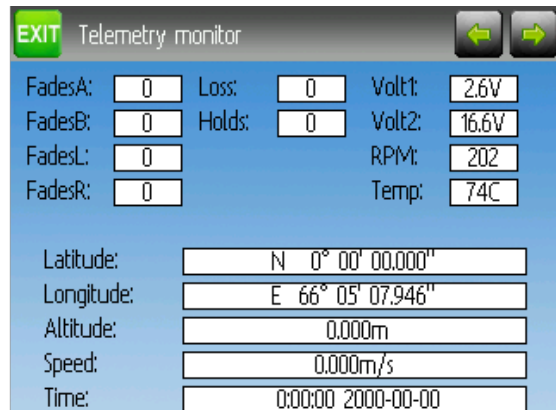 EXIT Telemetry monitor
FadesA: 0 Loss: 0 Volt1: 2.6V
FadesB: 0 Holds: 0 Volt2: 16.6V
FadesL: 0 RPM: 202
FadesR: 0 Temp: 74C
Latitude: N 0° 00' 00.000"
Longitude: E 66° 05' 07.946"
Altitude: 0.000m
Speed: 0.000m/s
Time: 0:00:00 2000-00-00